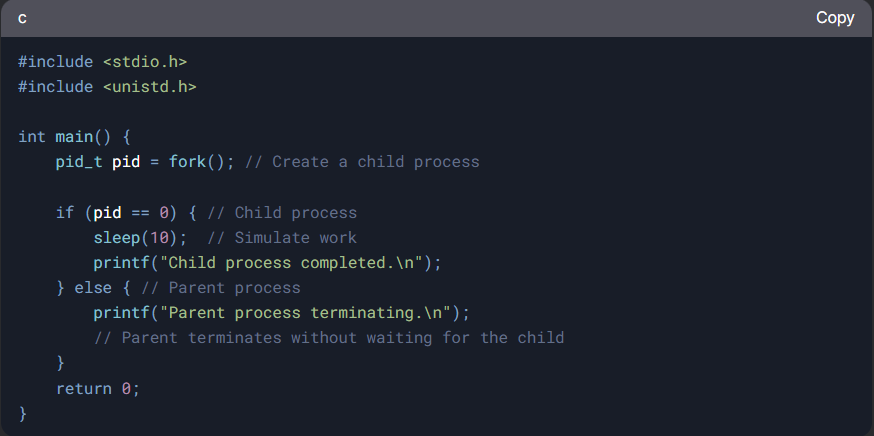 c
Copy
#include <stdio.h>
#include <unistd.h>
int main() {
    pid_t pid = fork(); // Create a child process
    if (pid == 0) { // Child process
        sleep(10);  // Simulate work
        printf("Child process completed.\n");
    } else { // Parent process
        printf("Parent process terminating.\n");
        // Parent terminates without waiting for the child
    }
    return 0;
}